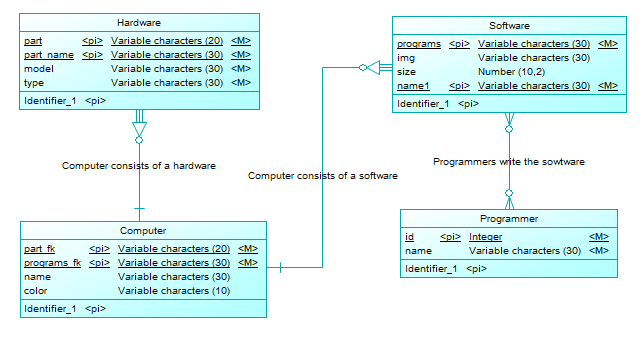 Hardware
part <pi> Variable characters (20) <M>
part_name <pi> Variable characters (30) <M>
model Variable characters (30) <M>
type Variable characters (30) <M>
Identifier_1 <pi>
Software
programs <pi> Variable characters (30) <M>
img Variable characters (30)
size Number (10,2)
name1 <pi> Variable characters (30) <M>
Identifier_1 <pi>
Computer consists of a hardware
Computer consists of a software
Programmers write the sowtware
Computer
part_fk <pi> Variable characters (20) <M>
programs_fk <pi> Variable characters (30) <M>
name Variable characters (30)
color Variable characters (10)
Identifier_1 <pi>
Programmer
id <pi> Integer <M>
name Variable characters (30) <M>
Identifier_1 <pi>